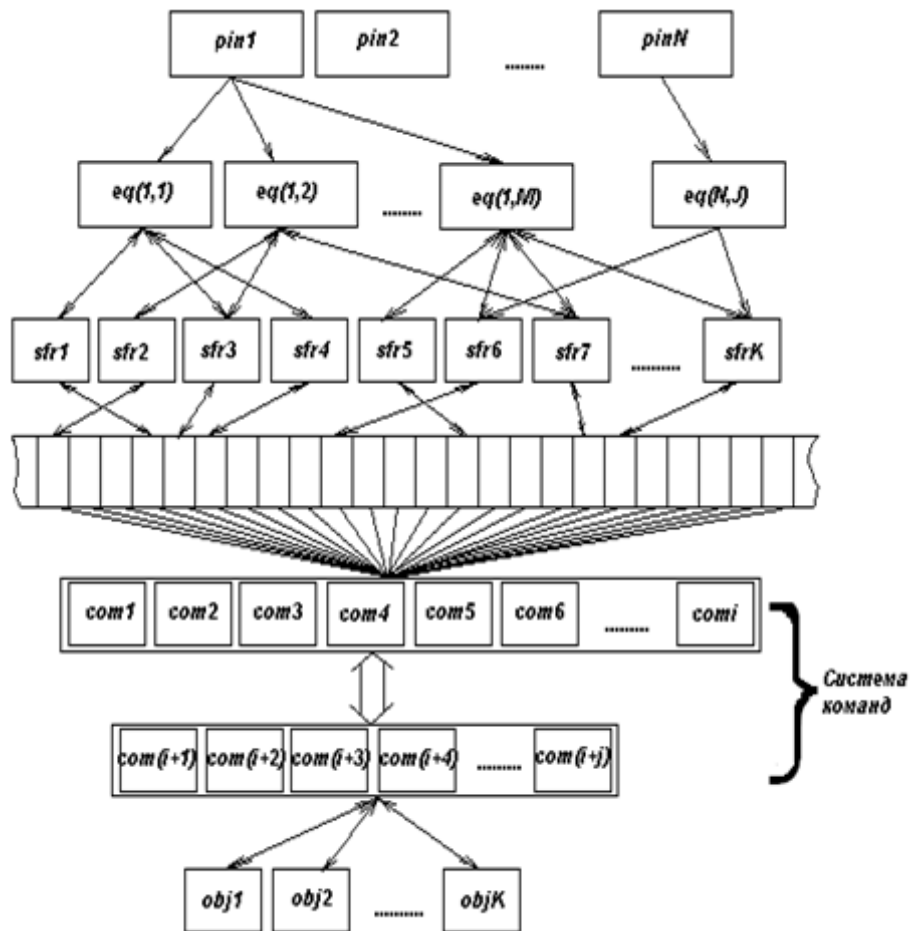 pin1 pin2 ........ pinN
eq(1,1) eq(1,2) ........ eq(1,M) eq(N,J)
sfr1 sfr2 sfr3 sfr4 sfr5 sfr6 sfr7 .......... sfrK
com1 com2 com3 com4 com5 com6 ......... comi
Система
команд
com(i+1) com(i+2) com(i+3) com(i+4) ......... com(i+j)
obj1 obj2 .......... objK